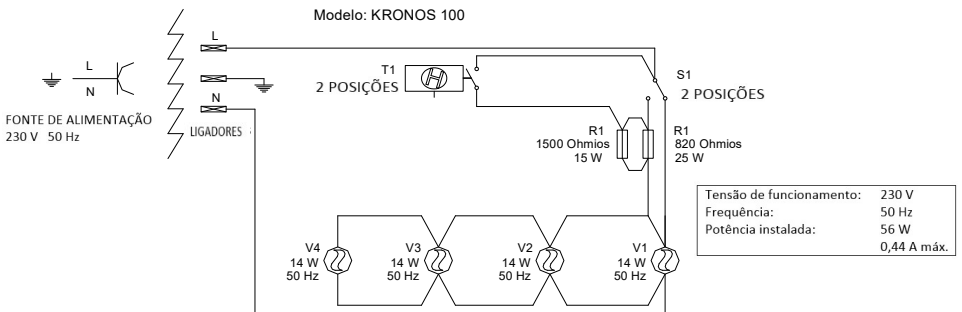 Modelo: KRONOS 100
L
L
N
FONTE DE ALIMENTAÇÃO
230 V 50 Hz
N
LIGADORES
T1
2 POSIÇÕES
S1
2 POSIÇÕES
R1
1500 Ohmios
15 W
R1
820 Ohmios
25 W
Tensão de funcionamento: 230 V
Frequência: 50 Hz
Potência instalada: 56 W
0,44 A máx.
V4
14 W
50 Hz
V3
14 W
50 Hz
V2
14 W
50 Hz
V1
14 W
50 Hz